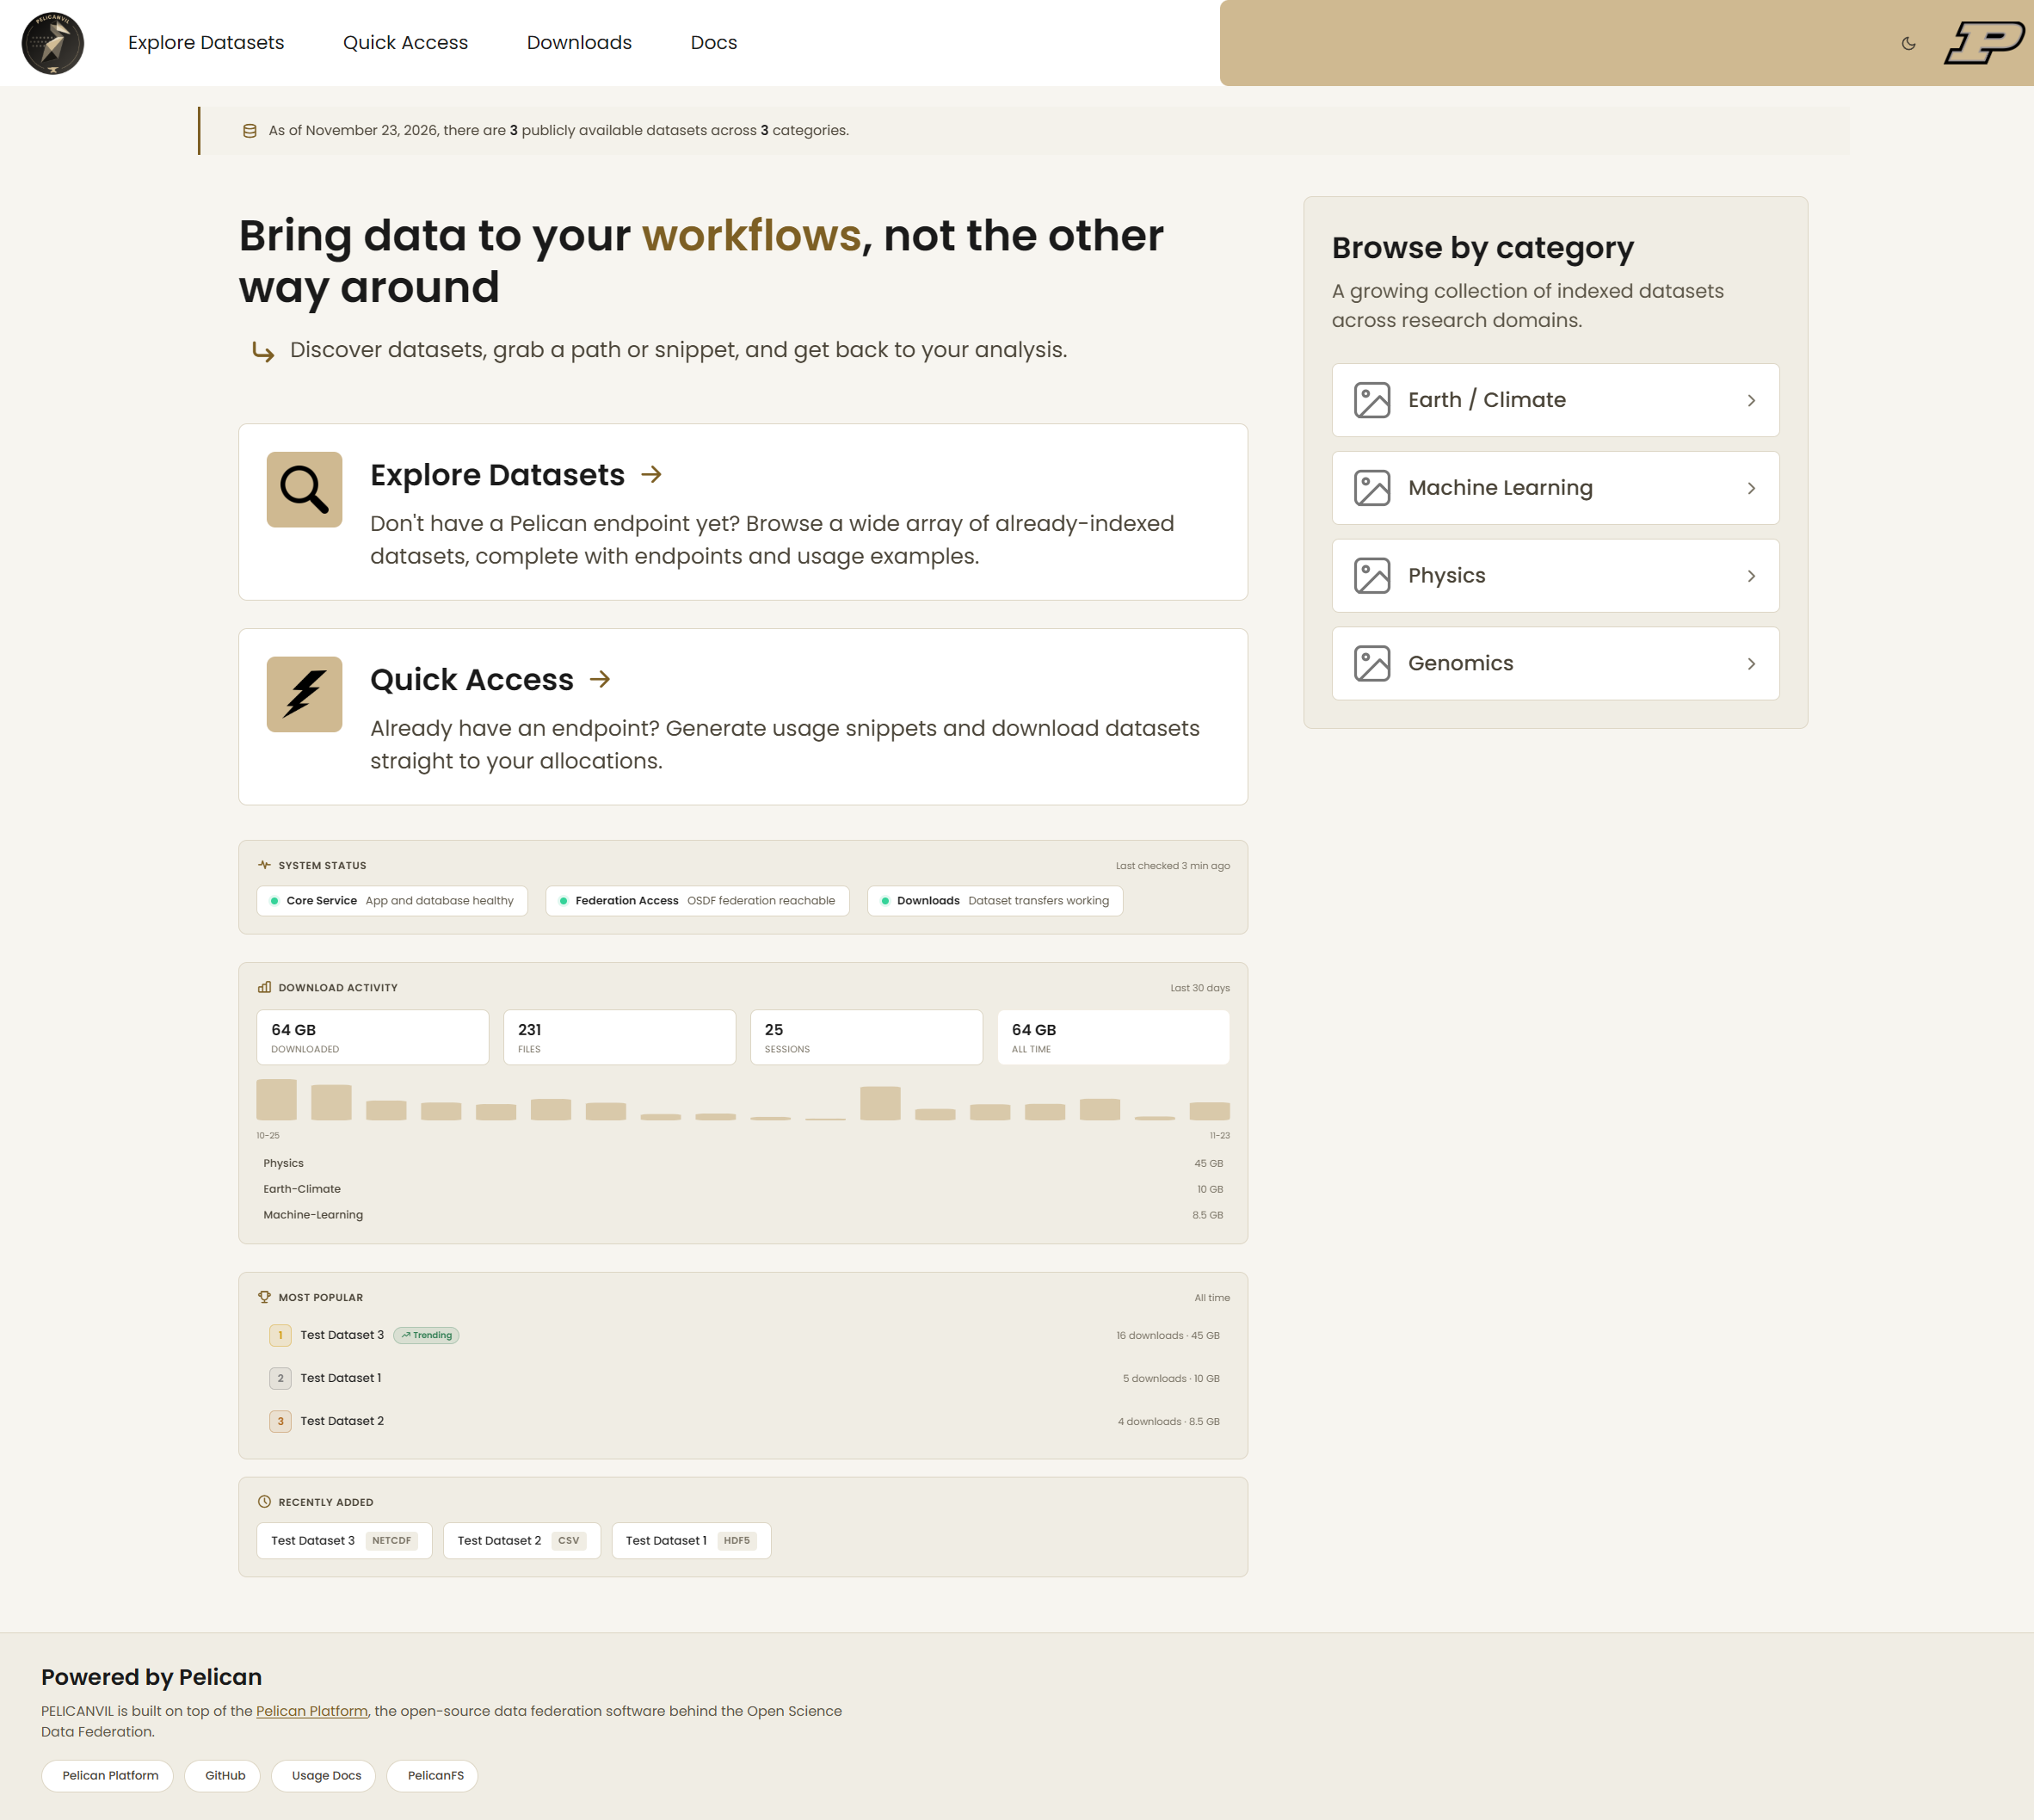 PELICANVIL
Explore Datasets
Quick Access
Downloads
Docs
As of November 23, 2026, there are 3 publicly available datasets across 3 categories.
Bring data to your workflows, not the other
way around
Discover datasets, grab a path or snippet, and get back to your analysis.
Explore Datasets
Don't have a Pelican endpoint yet? Browse a wide array of already-indexed
datasets, complete with endpoints and usage examples.
Quick Access
Already have an endpoint? Generate usage snippets and download datasets
straight to your allocations.
Browse by category
A growing collection of indexed datasets
across research domains.
Earth / Climate
Machine Learning
Physics
Genomics
SYSTEM STATUS
Last checked 3 min ago
Core Service App and database healthy
Federation Access OSDF federation reachable
Downloads Dataset transfers working
DOWNLOAD ACTIVITY
Last 30 days
64 GB
DOWNLOADED
231
FILES
25
SESSIONS
64 GB
ALL TIME
10-25
11-23
Physics 45 GB
Earth-Climate 10 GB
Machine-Learning 8.5 GB
MOST POPULAR
All time
1 Test Dataset 3 Trending 16 downloads · 45 GB
2 Test Dataset 1 5 downloads · 10 GB
3 Test Dataset 2 4 downloads · 8.5 GB
RECENTLY ADDED
Test Dataset 3 NETCDF
Test Dataset 2 CSV
Test Dataset 1 HDF5
Powered by Pelican
PELICANVIL is built on top of the Pelican Platform, the open-source data federation software behind the Open Science
Data Federation.
Pelican Platform
GitHub
Usage Docs
PelicanFS
P